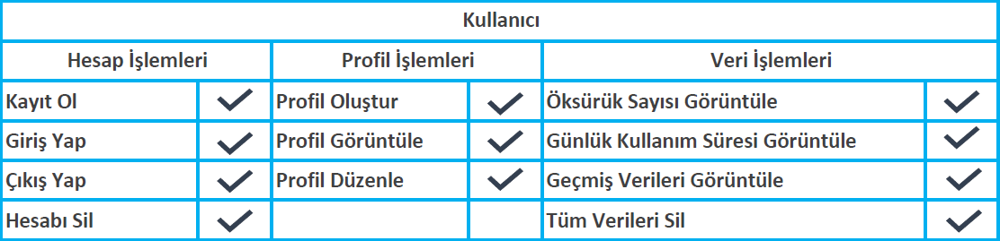 Kullanıcı
Hesap İşlemleri Profil İşlemleri Veri İşlemleri
Kayıt Ol Profil Oluştur Öksürük Sayısı Görüntüle
Giriş Yap Profil Görüntüle Günlük Kullanım Süresi Görüntüle
Çıkış Yap Profil Düzenle Geçmiş Verileri Görüntüle
Hesabı Sil Tüm Verileri Sil